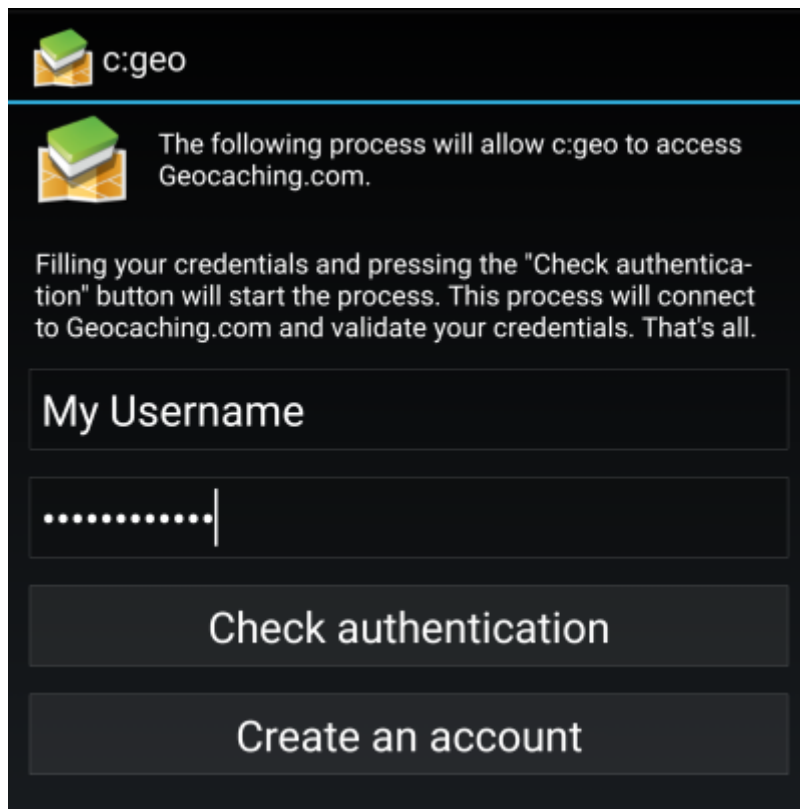 c:geo
The following process will allow c:geo to access
Geocaching.com.
Filling your credentials and pressing the "Check authentica-
tion" button will start the process. This process will connect
to Geocaching.com and validate your credentials. That's all.
My Username
••••••••••••
Check authentication
Create an account